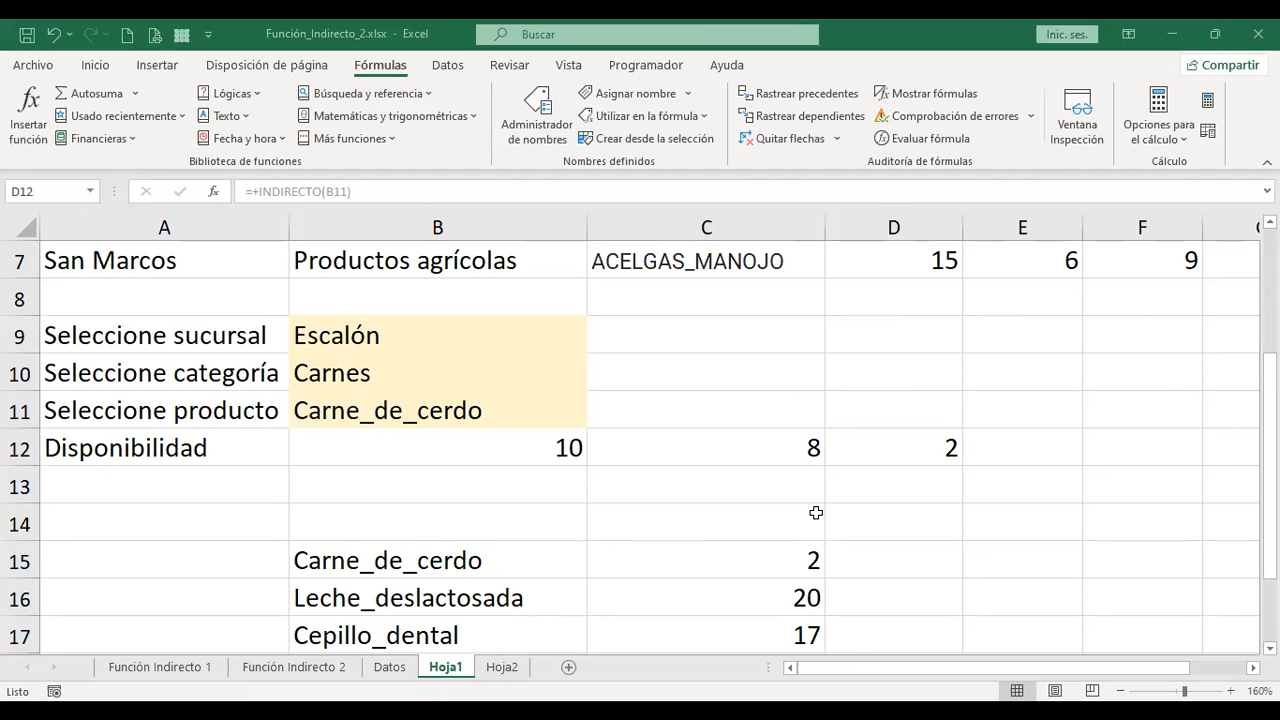 Función_Indirecto_2.xlsx - Excel
Buscar
Inic. ses.
Archivo Inicio Insertar Disposición de página Fórmulas Datos Revisar Vista Programador Ayuda
Compartir
Insertar función
Autosuma
Usado recientemente
Financieras
Lógicas
Texto
Fecha y hora
Búsqueda y referencia
Matemáticas y trigonométricas
Más funciones
Biblioteca de funciones
Administrador de nombres
Asignar nombre
Utilizar en la fórmula
Crear desde la selección
Nombres definidos
Rastrear precedentes
Rastrear dependientes
Quitar flechas
Mostrar fórmulas
Comprobación de errores
Evaluar fórmula
Auditoría de fórmulas
Ventana Inspección
Opciones para el cálculo
Cálculo
D12 fx =+INDIRECTO(B11)
A B C D E F
7 San Marcos Productos agrícolas ACELGAS_MANOJO 15 6 9
8
9 Seleccione sucursal Escalón
10 Seleccione categoría Carnes
11 Seleccione producto Carne_de_cerdo
12 Disponibilidad 10 8 2
13
14
15 Carne_de_cerdo 2
16 Leche_deslactosada 20
17 Cepillo_dental 17
Función Indirecto 1 Función Indirecto 2 Datos Hoja1 Hoja2
Listo 160%